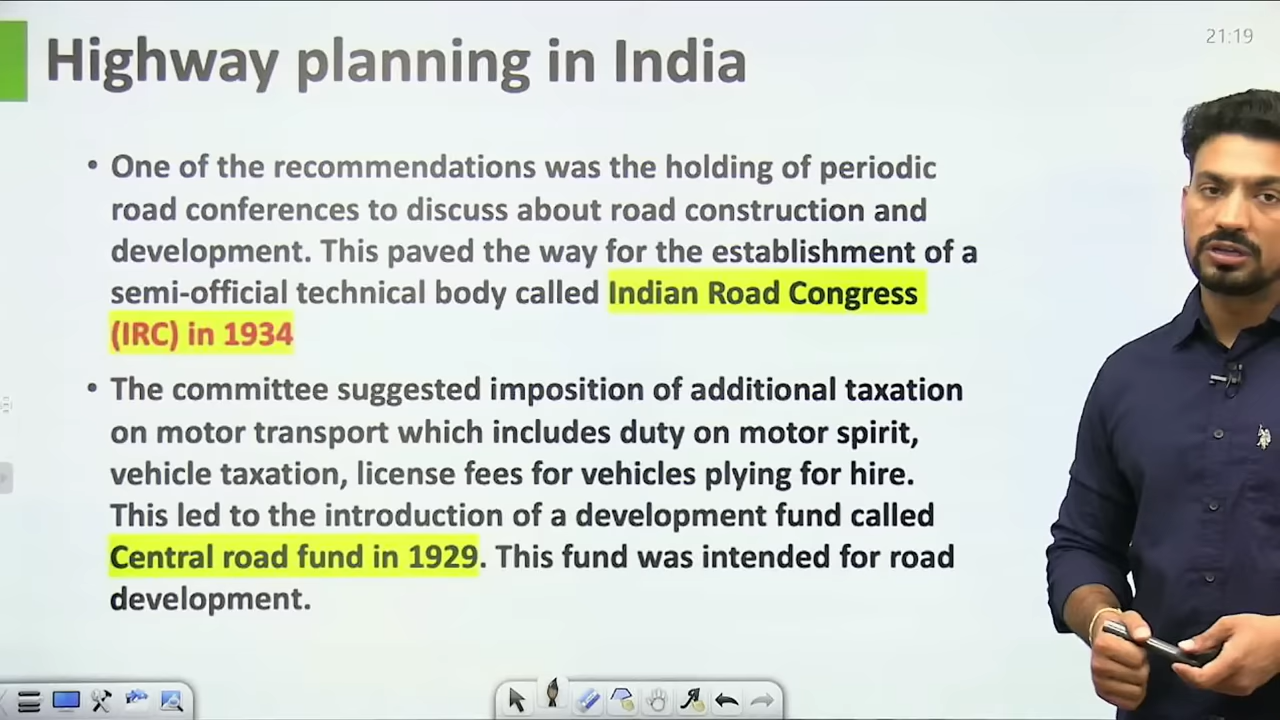 21:19
Highway planning in India
• One of the recommendations was the holding of periodic
road conferences to discuss about road construction and
development. This paved the way for the establishment of a
semi-official technical body called Indian Road Congress
(IRC) in 1934
• The committee suggested imposition of additional taxation
on motor transport which includes duty on motor spirit,
vehicle taxation, license fees for vehicles plying for hire.
This led to the introduction of a development fund called
Central road fund in 1929. This fund was intended for road
development.